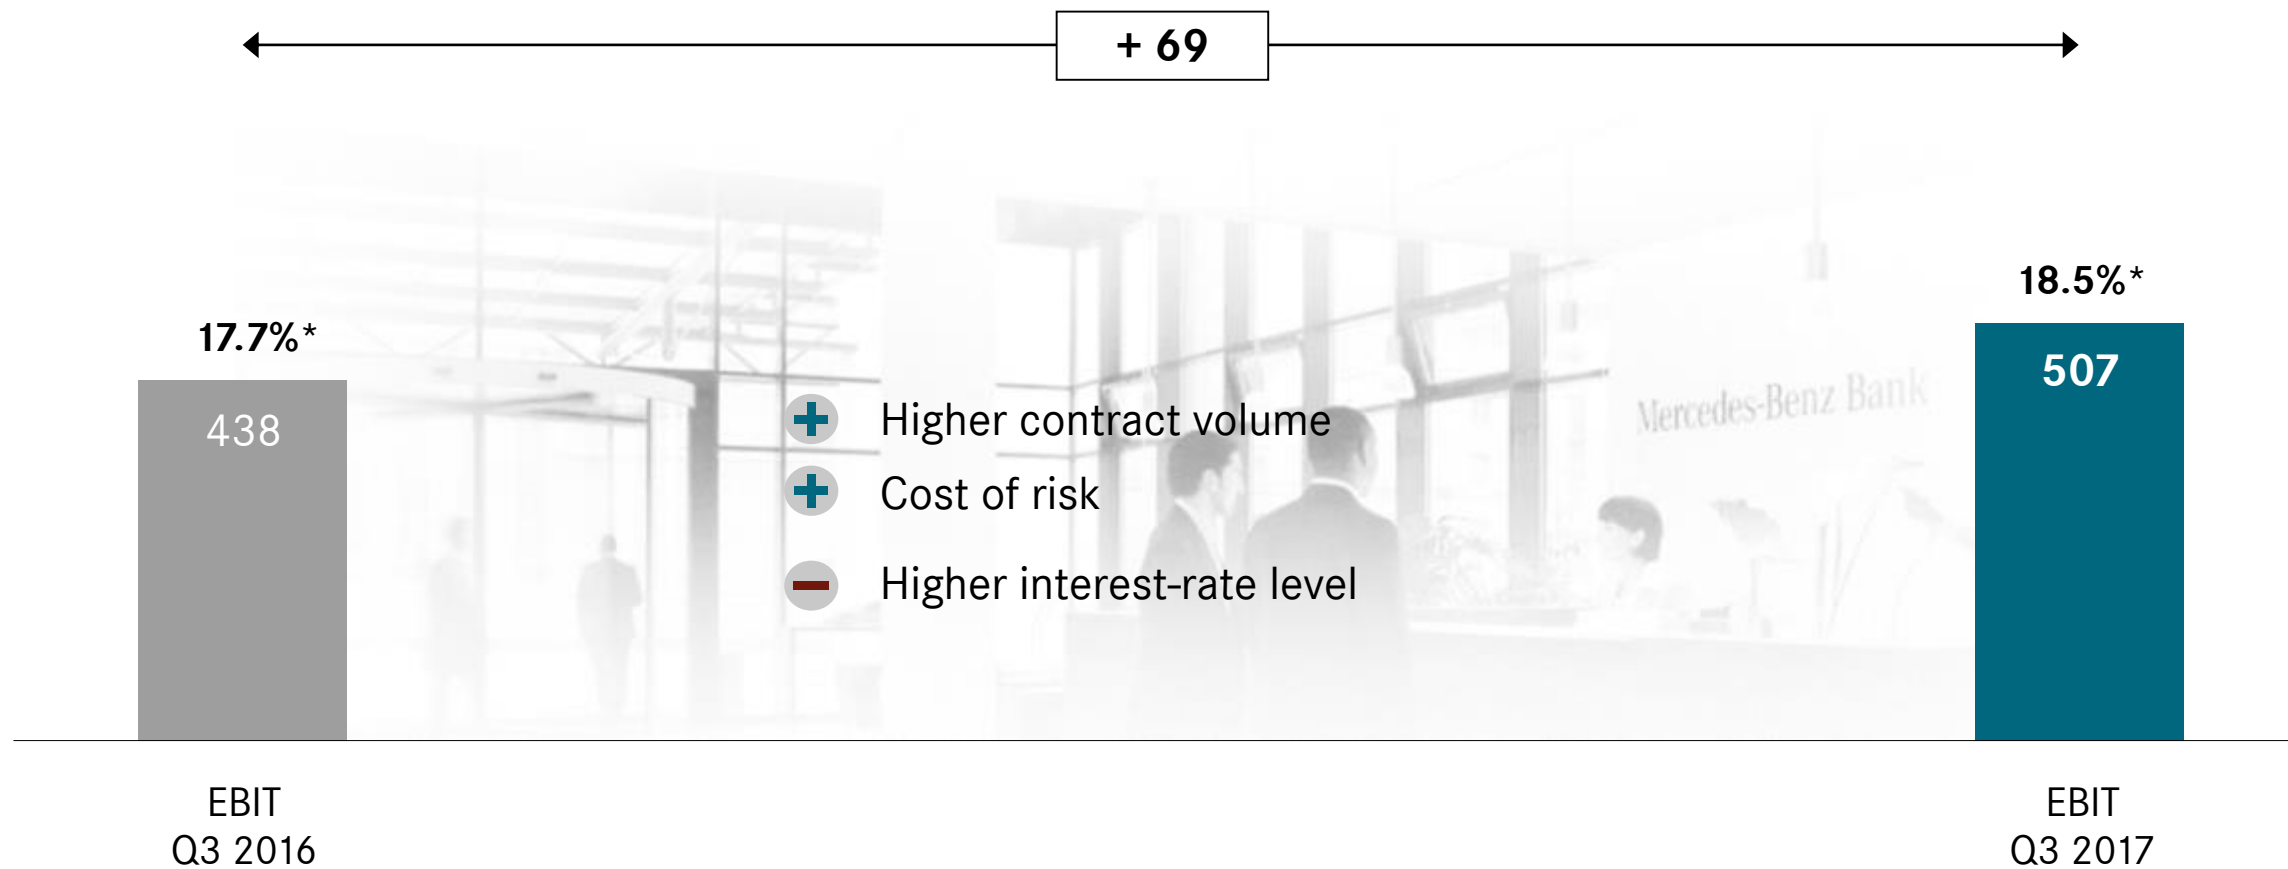 + 69
17.7%*
438
18.5%*
507
Higher contract volume
Cost of risk
Higher interest-rate level
Mercedes-Benz Bank
EBIT
Q3 2016
EBIT
Q3 2017